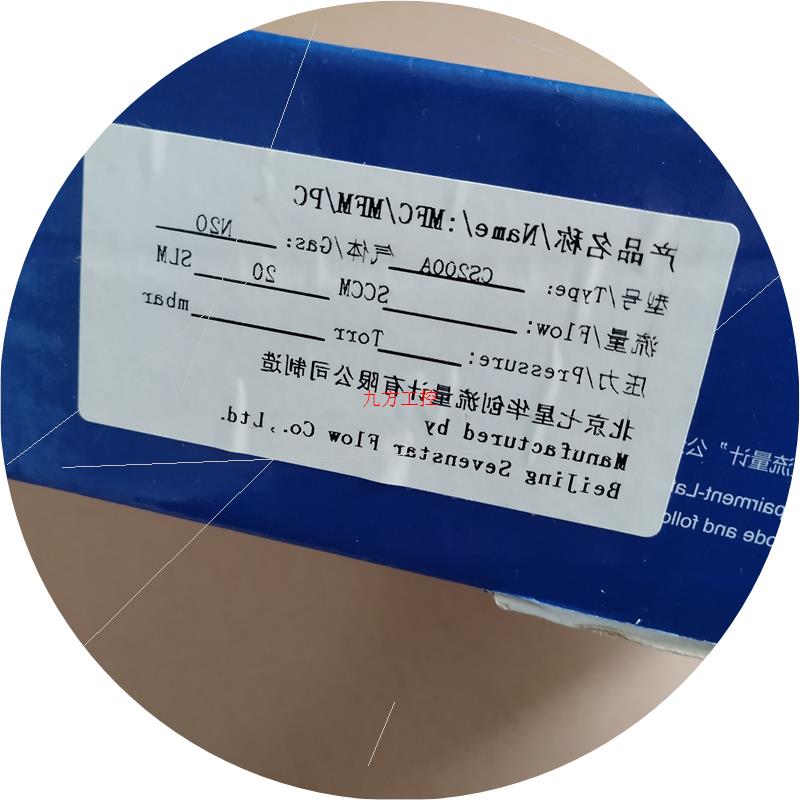 产品名称/Name/:MFC/MFM/PC
型号/Type: CS200A 气体/Gas: N2O
流量/Flow: SCCM 20 SLM
压力/Pressure: Torr mbar
北京七星华创流量计有限公司制造
Manufactured by
Beijing Sevenstar Flow Co.,Ltd.
九方工控
流量计”公
pairment-La
ode and follo